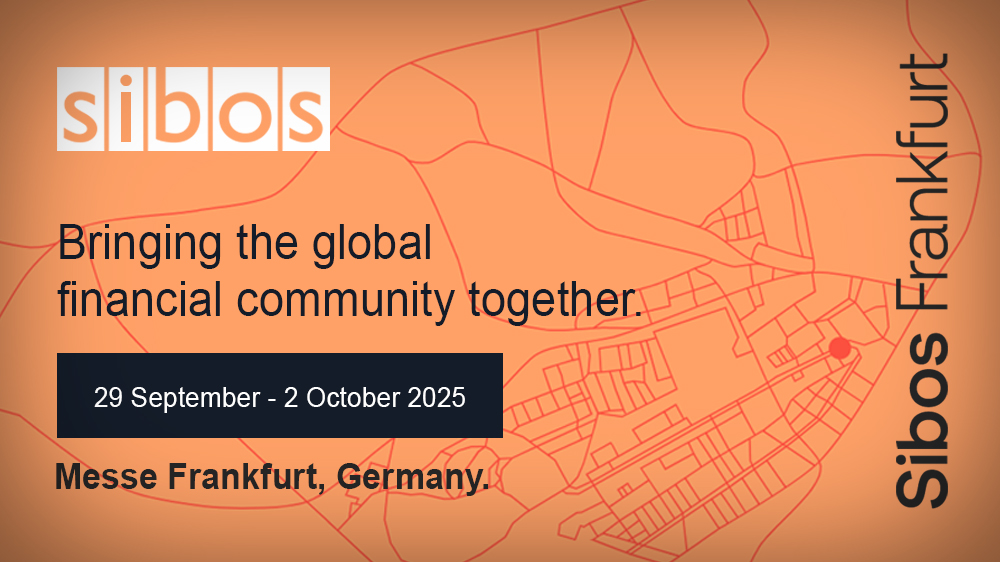 sibos
Bringing the global
financial community together.
29 September - 2 October 2025
Messe Frankfurt, Germany.
Sibos Frankfurt